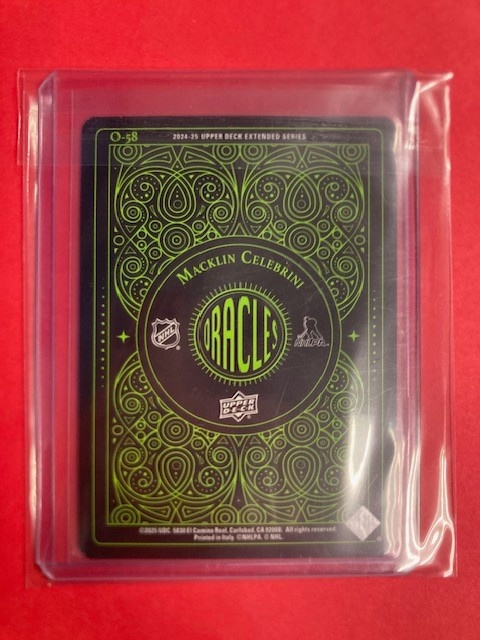 O-58
2024-25 UPPER DECK EXTENDED SERIES
MACKLIN CELEBRINI
NHL
ORACLES
NHLPA
UPPER
DECK
©2025 UDC 5830 El Camino Real, Carlsbad, CA 92008. All rights reserved.
Printed in Italy ©NHLPA. © NHL.